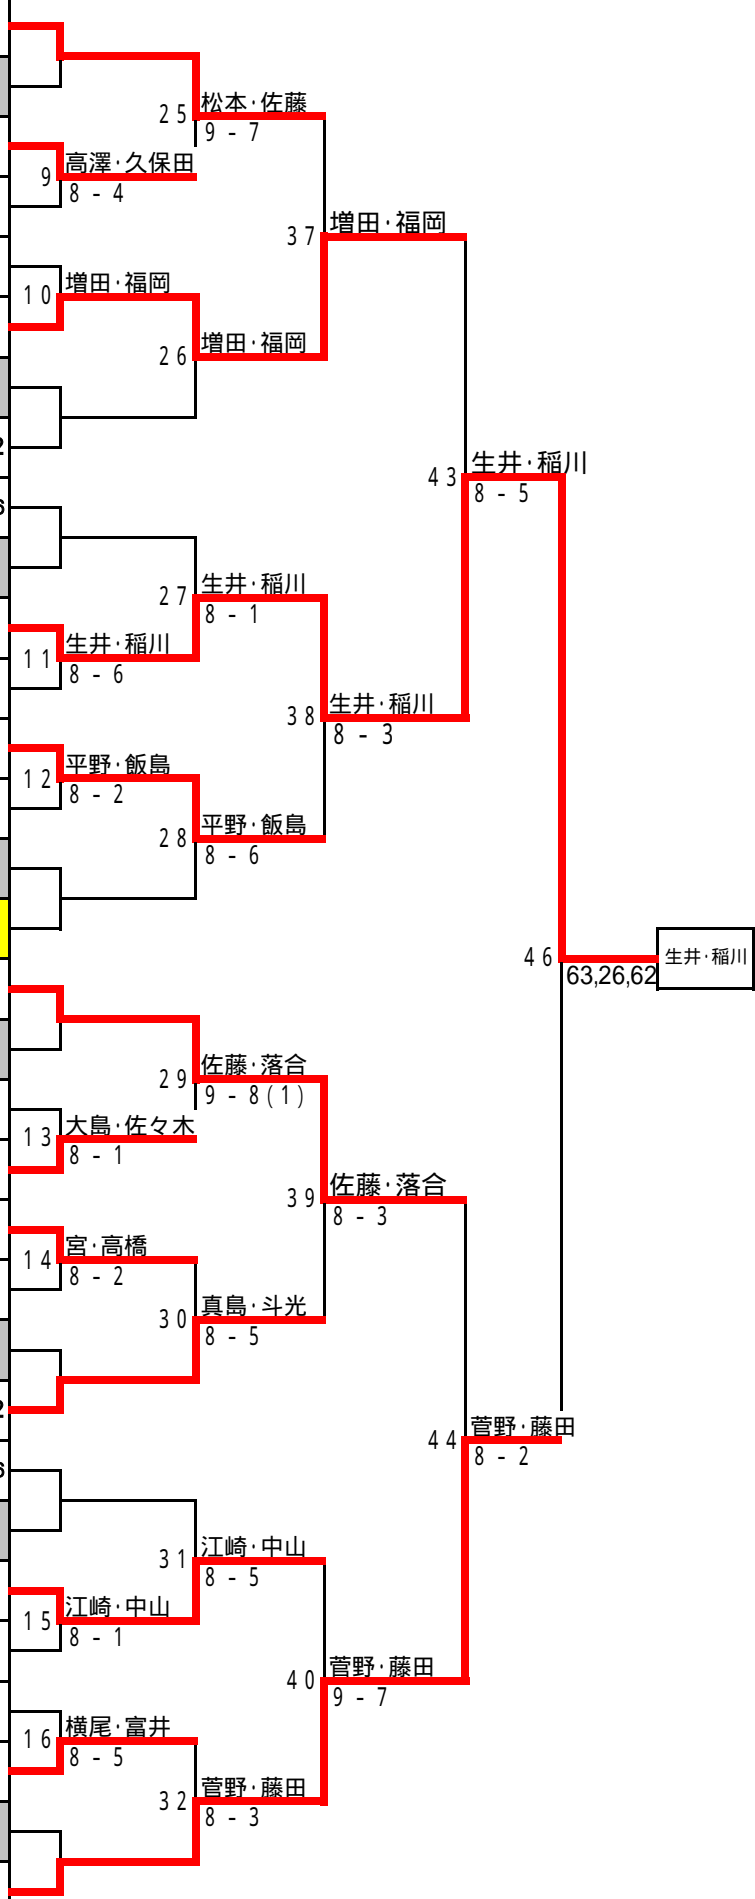 25 松本・佐藤
9 - 7
9 高澤・久保田
8 - 4
37 増田・福岡
10 増田・福岡
26 増田・福岡
2
43 生井・稲川
8 - 5
6
27 生井・稲川
8 - 1
11 生井・稲川
8 - 6
38 生井・稲川
8 - 3
12 平野・飯島
8 - 2
28 平野・飯島
8 - 6
46 生井・稲川
63,26,62
29 佐藤・落合
9 - 8(1)
13 大島・佐々木
8 - 1
39 佐藤・落合
8 - 3
14 宮・高橋
8 - 2
30 真島・斗光
8 - 5
2
44 菅野・藤田
8 - 2
6
31 江崎・中山
8 - 5
15 江崎・中山
8 - 1
40 菅野・藤田
9 - 7
16 横尾・富井
8 - 5
32 菅野・藤田
8 - 3